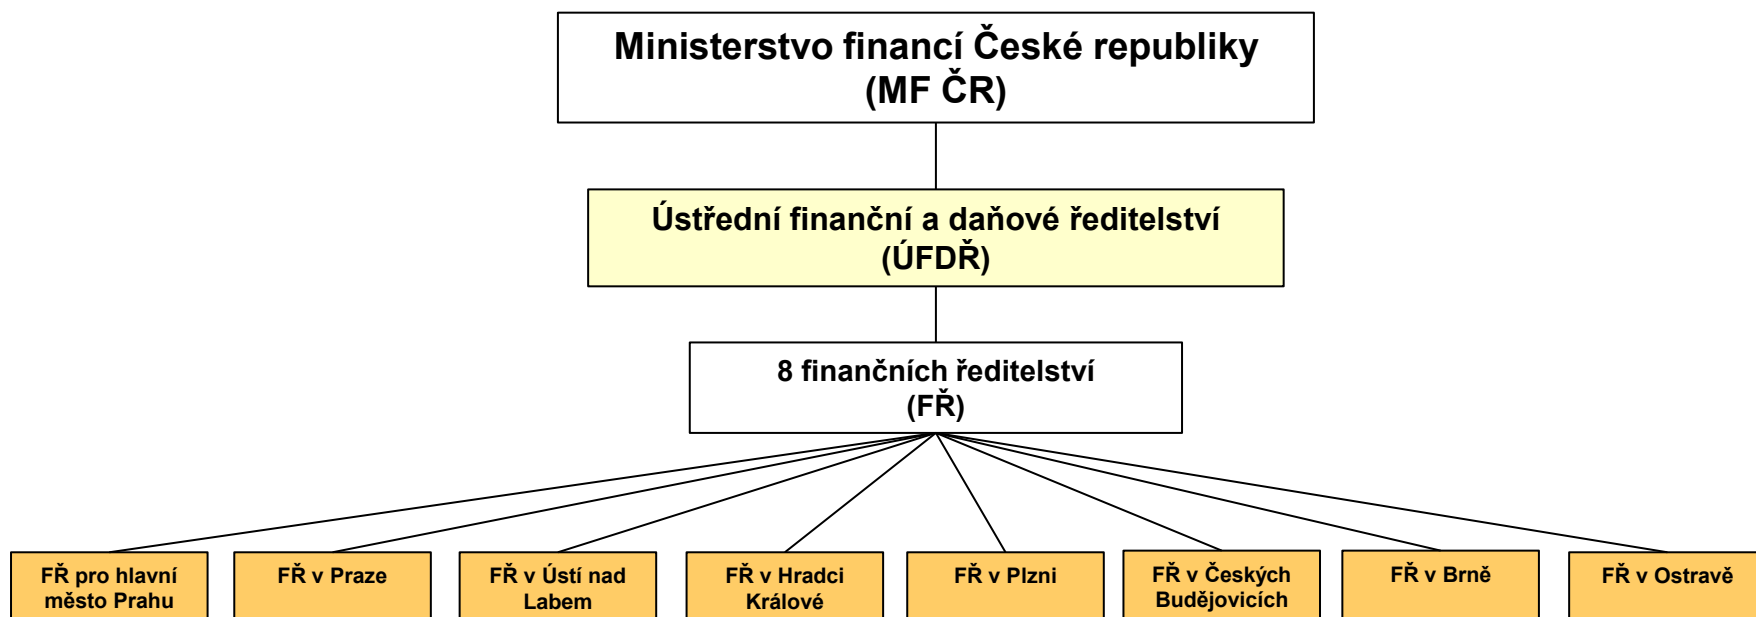 Ministerstvo financí České republiky
(MF ČR)
Ústřední finanční a daňové ředitelství
(ÚFDŘ)
8 finančních ředitelství
(FŘ)
FŘ pro hlavní
město Prahu
FŘ v Praze
FŘ v Ústí nad
Labem
FŘ v Hradci
Králové
FŘ v Plzni
FŘ v Českých
Budějovicích
FŘ v Brně
FŘ v Ostravě